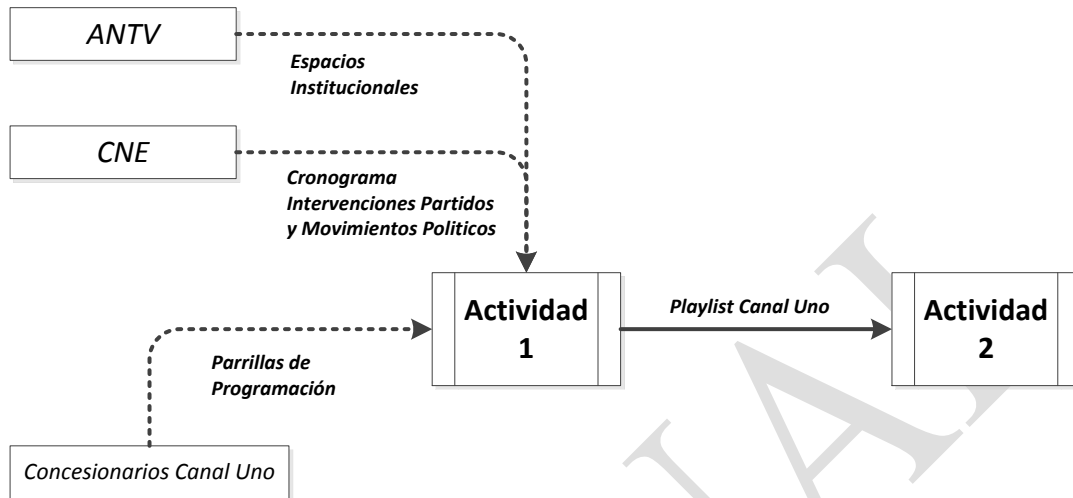 ANTV
Espacios
Institucionales
CNE
Cronograma
Intervenciones Partidos
y Movimientos Politicos
Actividad
1
Playlist Canal Uno
Actividad
2
Parrillas de
Programación
Concesionarios Canal Uno